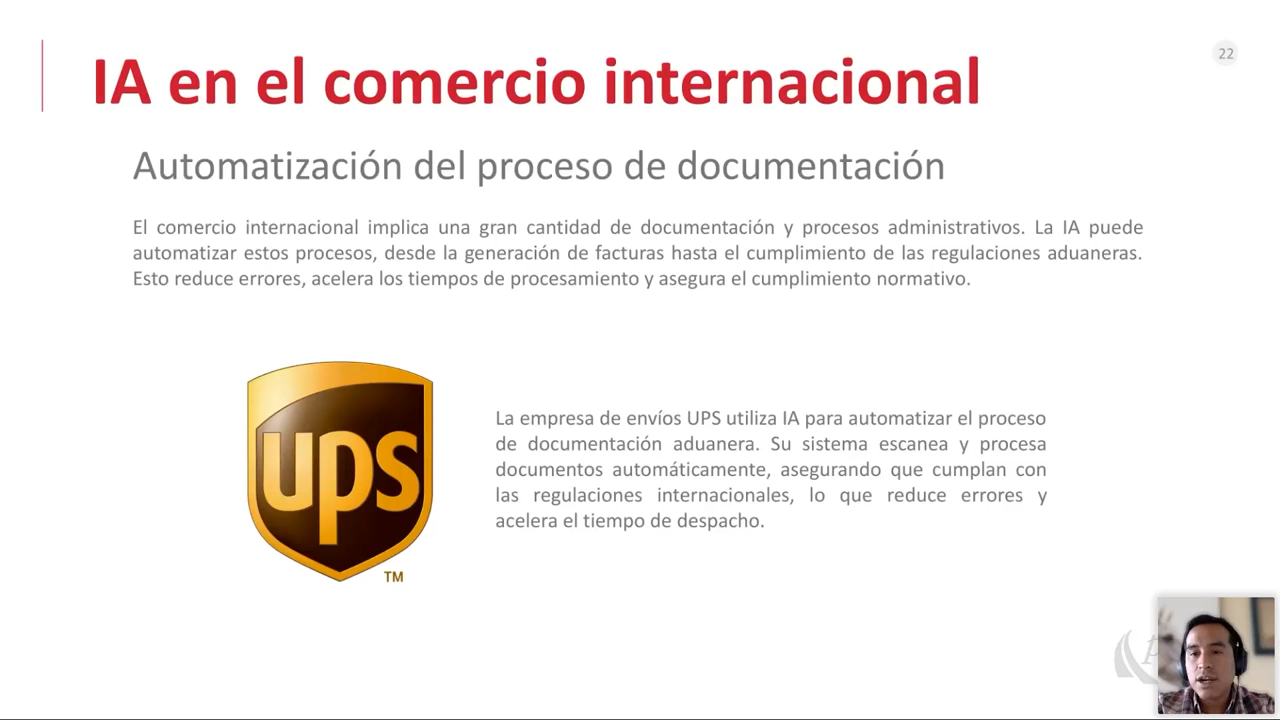 22
IA en el comercio internacional
Automatización del proceso de documentación
El comercio internacional implica una gran cantidad de documentación y procesos administrativos. La IA puede
automatizar estos procesos, desde la generación de facturas hasta el cumplimiento de las regulaciones aduaneras.
Esto reduce errores, acelera los tiempos de procesamiento y asegura el cumplimiento normativo.
ups
TM
La empresa de envíos UPS utiliza IA para automatizar el proceso
de documentación aduanera. Su sistema escanea y procesa
documentos automáticamente, asegurando que cumplan con
las regulaciones internacionales, lo que reduce errores y
acelera el tiempo de despacho.